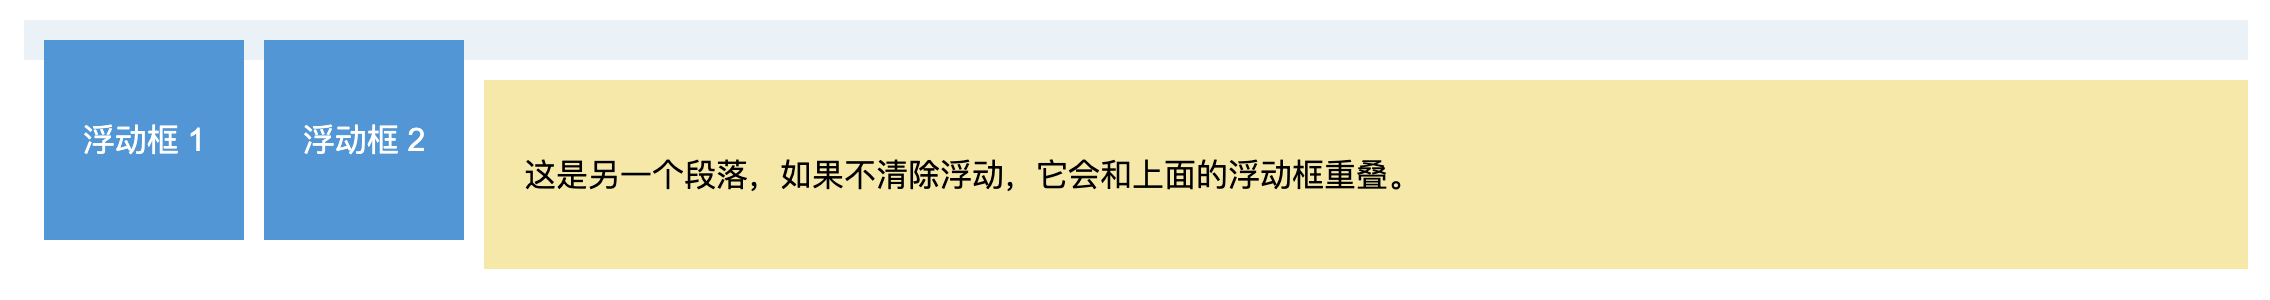 浮动框 1
浮动框 2
这是另一个段落，如果不清除浮动，它会和上面的浮动框重叠。